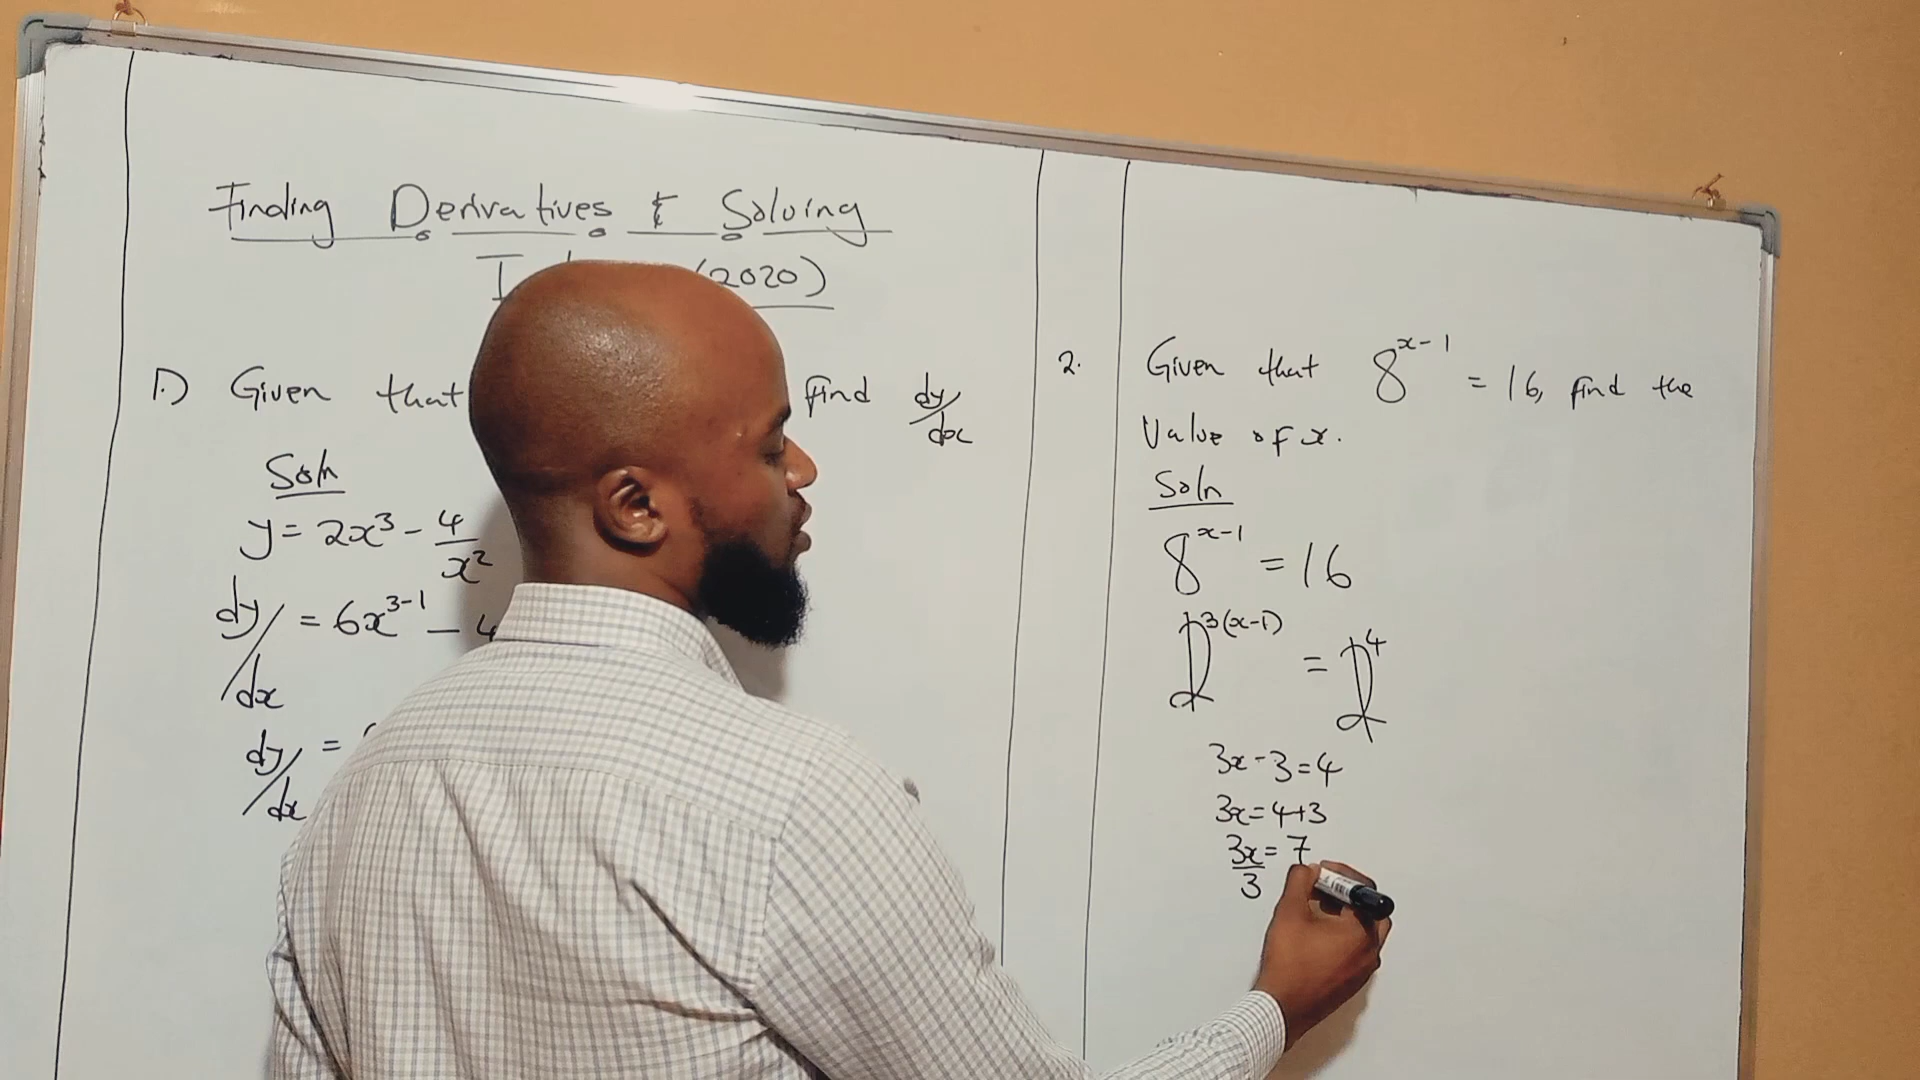 Finding Derivatives & Solving
(2020)
1.) Given that find dy/dx
Soln
y = 2x³ - 4/x²
dy/dx = 6x³⁻¹ - 4
dy/dx =
2. Given that 8^(x-1) = 16, find the
value of x.
Soln
8^(x-1) = 16
2^3(x-1) = 2^4
3x - 3 = 4
3x = 4+3
3x/3 = 7